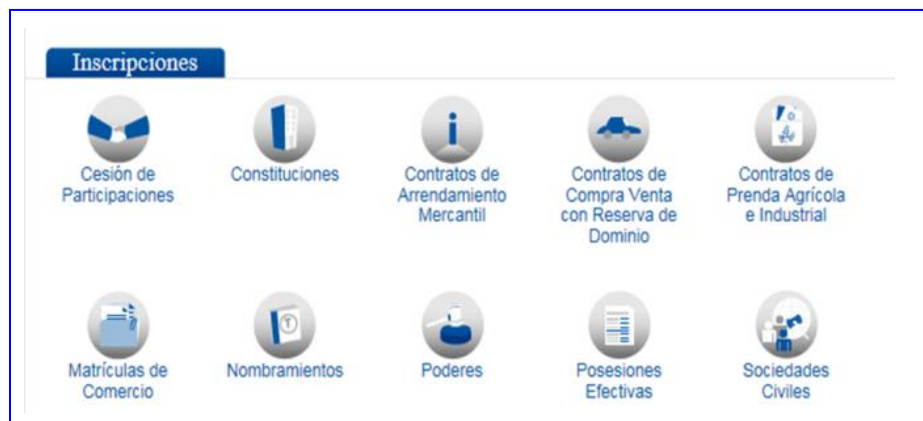 Inscripciones
Cesión de
Participaciones
Constituciones
Contratos de
Arrendamiento
Mercantil
Contratos de
Compra Venta
con Reserva de
Dominio
Contratos de
Prenda Agrícola
e Industrial
Matrículas de
Comercio
Nombramientos
Poderes
Posesiones
Efectivas
Sociedades
Civiles